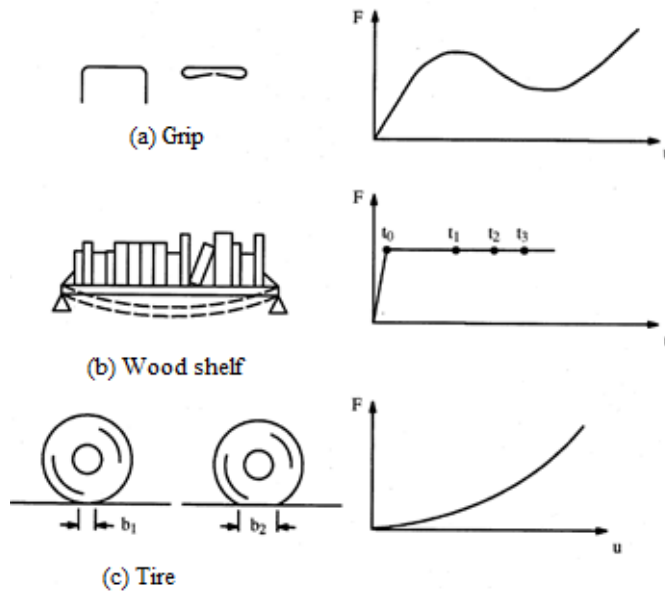 F
(a) Grip
F
t0 t1 t2 t3
(b) Wood shelf
F
b1 b2
u
(c) Tire